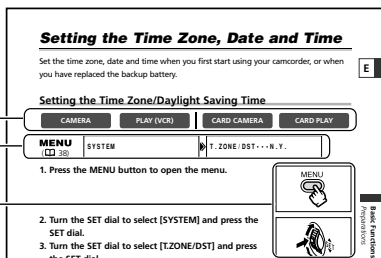 Setting the Time Zone, Date and Time
Set the time zone, date and time when you first start using your camcorder, or when
you have replaced the backup battery.
E
Setting the Time Zone/Daylight Saving Time
CAMERA PLAY (VCR) CARD CAMERA CARD PLAY
MENU
( 38)
SYSTEM T.ZONE/DST•••N.Y.
1. Press the MENU button to open the menu.
MENU
2. Turn the SET dial to select [SYSTEM] and press the
SET dial.
3. Turn the SET dial to select [T.ZONE/DST] and press
the SET dial.
Basic Functions
Preparations